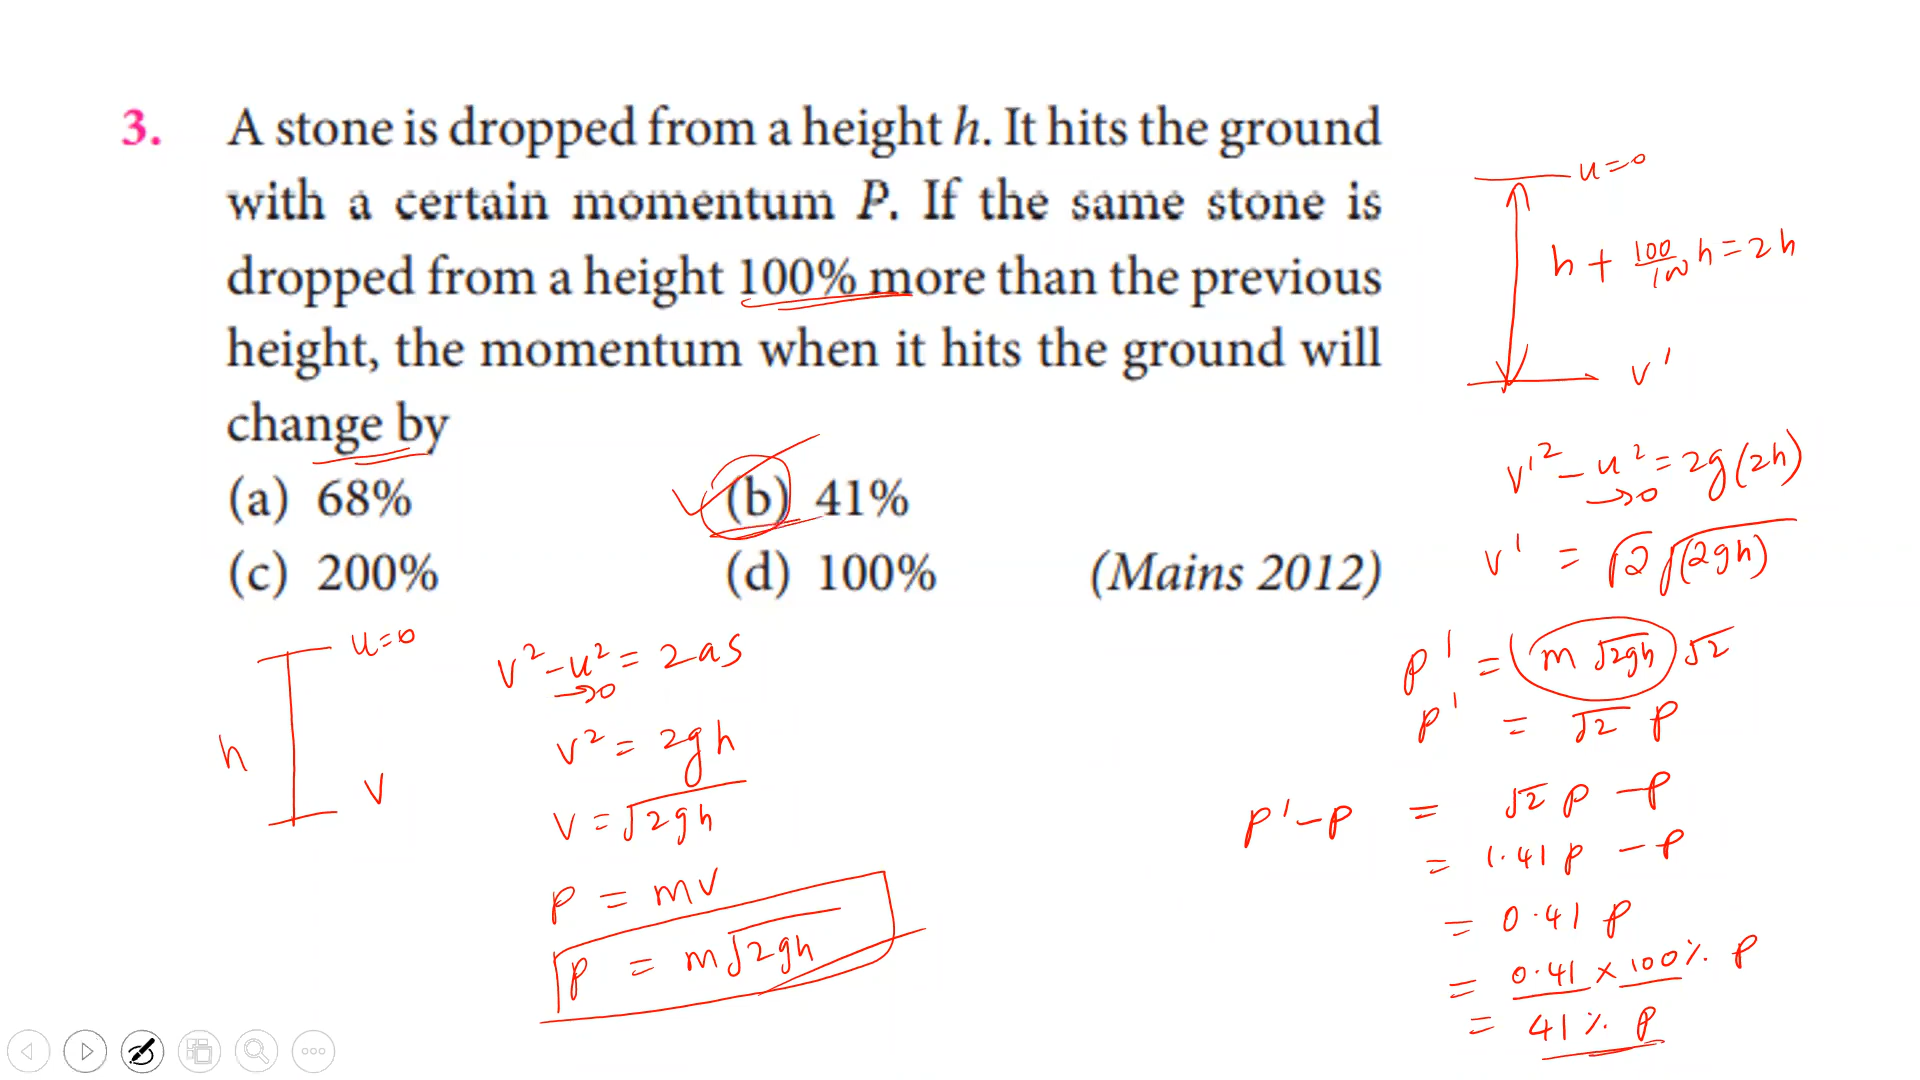 3. A stone is dropped from a height h. It hits the ground
with a certain momentum P. If the same stone is
dropped from a height 100% more than the previous
height, the momentum when it hits the ground will
change by
(a) 68% (b) 41%
(c) 200% (d) 100% (Mains 2012)
u=0
h
v
v² - u² = 2as
→0
v² = 2gh
v = √2gh
p = mv
p = m√2gh
u=0
h + 100/100 h = 2h
v'
v'² - u² = 2g(2h)
→0
v' = √2 √(2gh)
p' = (m √2gh) √2
p' = √2 p
p'-p = √2 p - p
= 1.41 p - p
= 0.41 p
= 0.41 × 100% p
= 41% p